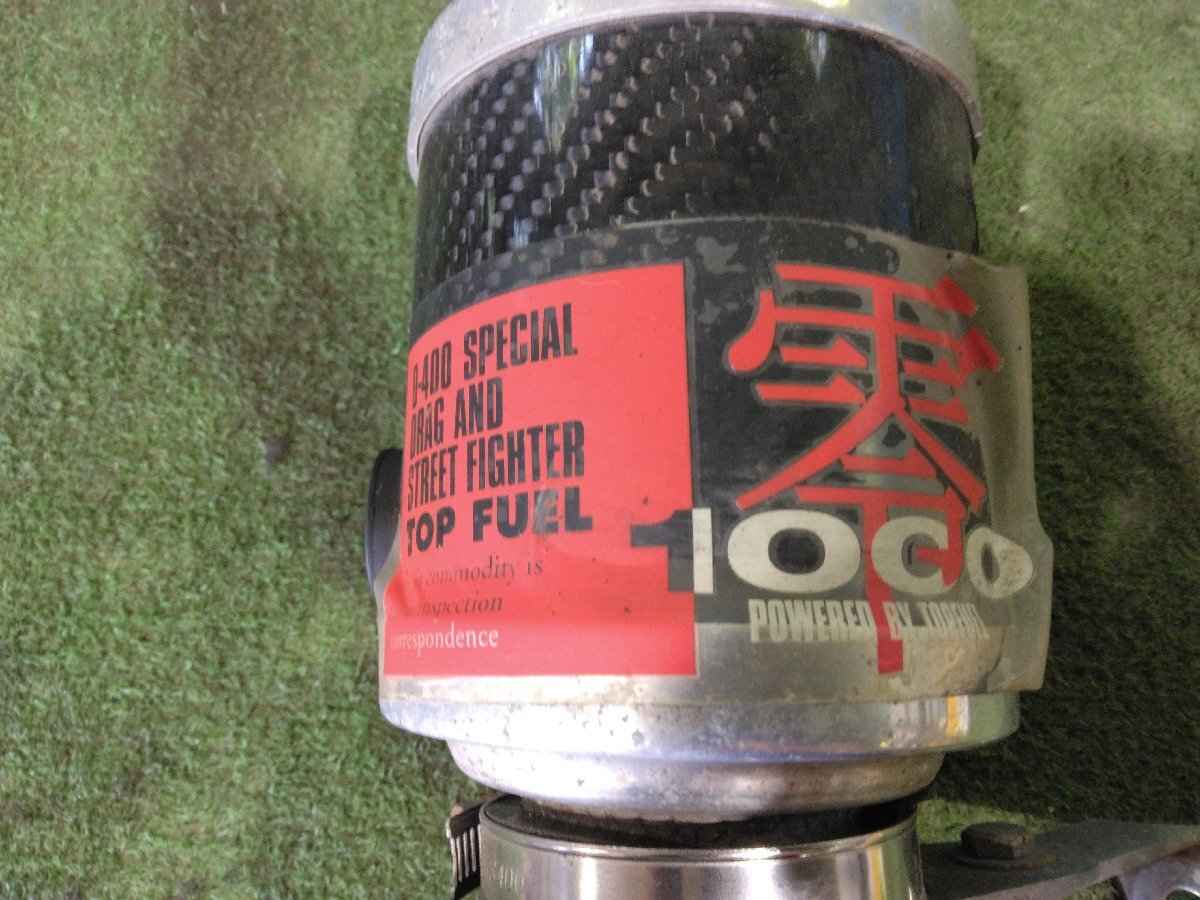 0-400 SPECIAL
DRAG AND
STREET FIGHTER
TOP FUEL
commodity is
inspection
correspondence
零
1000
POWERED BY TOPFUEL